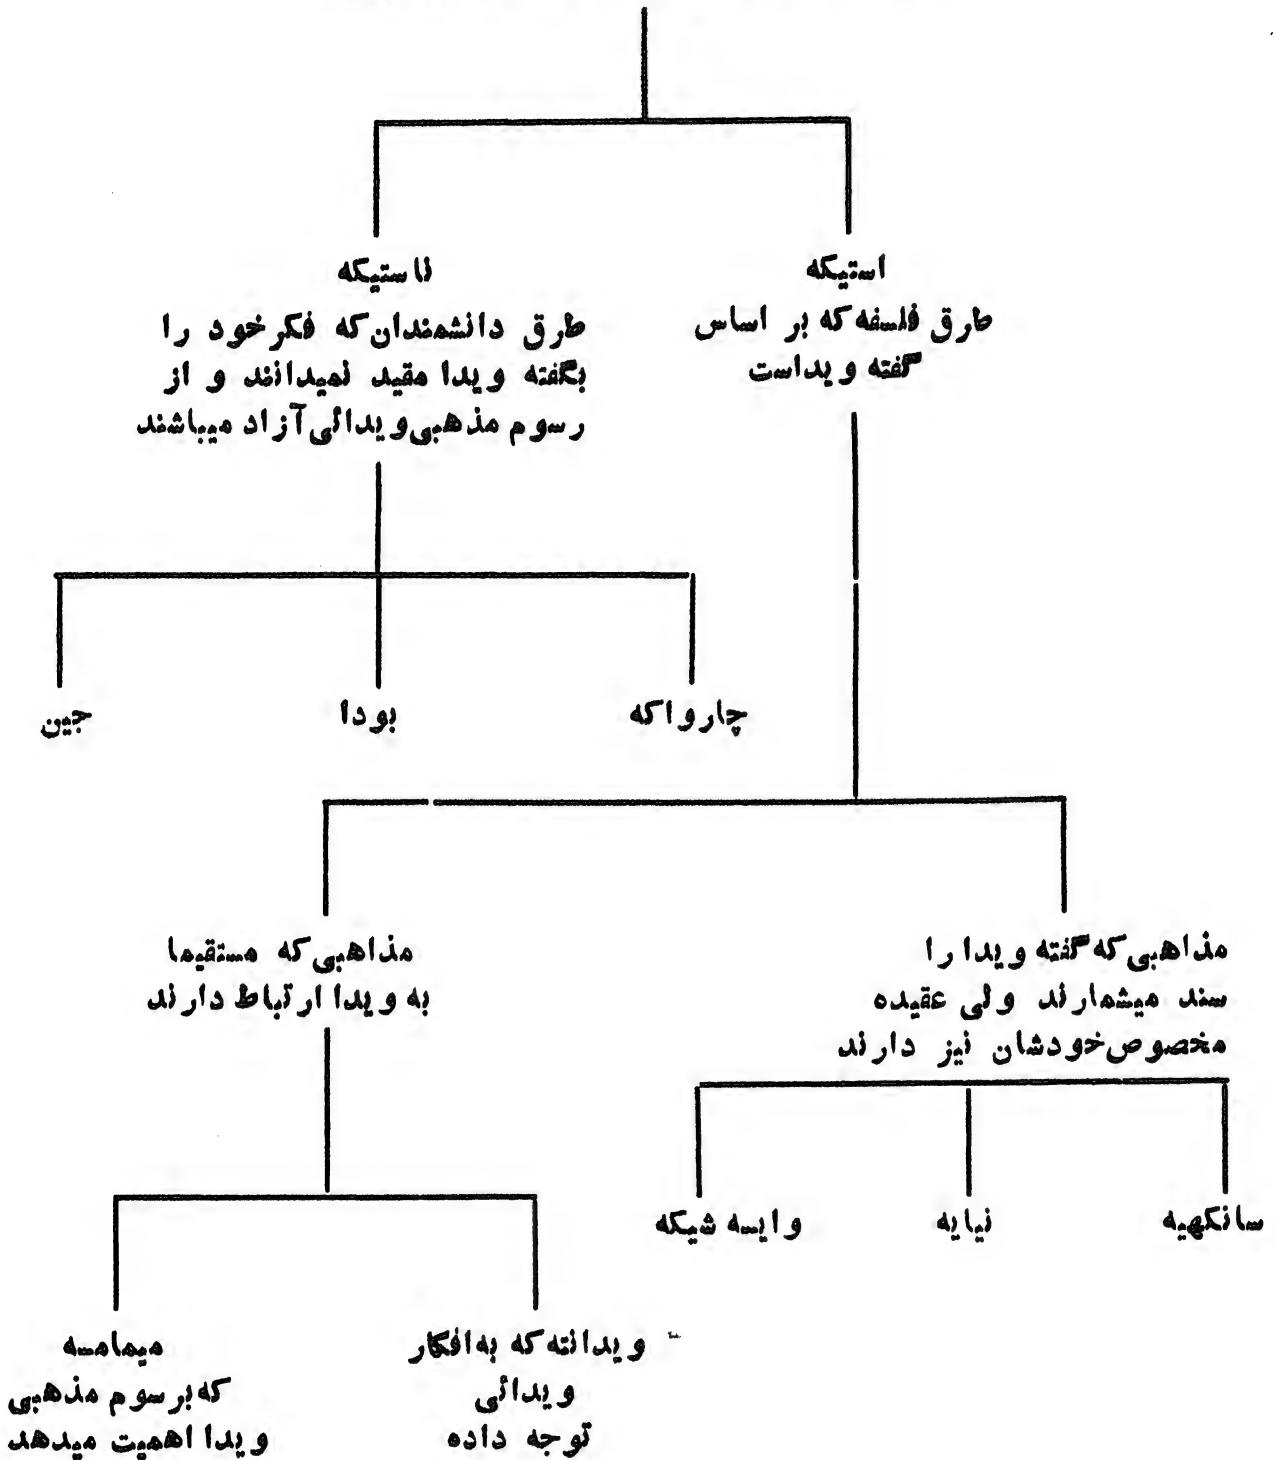 استیکه
طرق فلسفه که بر اساس
گفته ویداست
ناستیکه
طرق دانشمندان که فکر خود را
بگفته ویدا مقید نمیدانند و از
رسوم مذهبی ویدائی آزاد میباشند
چارواکه
بودا
جین
مذاهبی که گفته ویدا را
سند میشمارند ولی عقیده
مخصوص خودشان نیز دارند
مذاهبی که مستقیما
به ویدا ارتباط دارند
سانکهیه
نیایه
وایسه شیکه
ویدانته که به افکار
ویدائی
توجه داده
میمامسه
که برسوم مذهبی
ویدا اهمیت میدهد